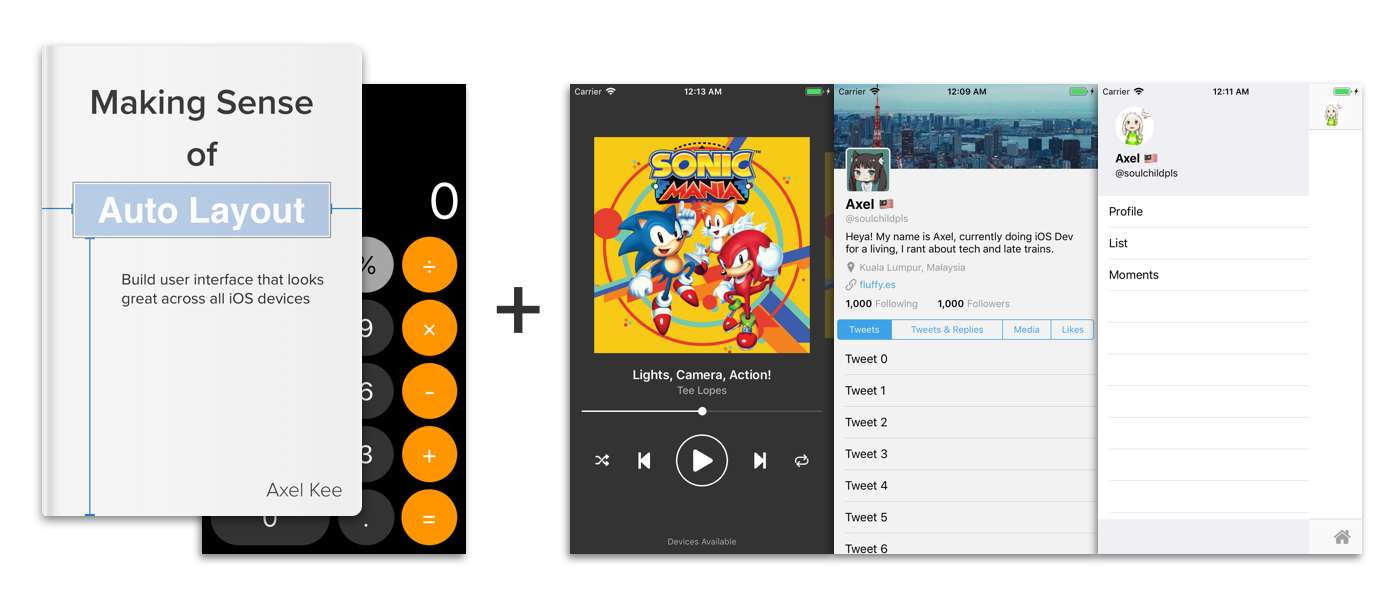 Making Sense
of
Auto Layout
Build user interface that looks
great across all iOS devices
Axel Kee
0
% ÷
9 ×
6 -
3 +
0 . =
+
Carrier 12:13 AM
SONIC
MANIA
Lights, Camera, Action!
Tee Lopes
Devices Available
Carrier 12:09 AM
Axel 🇲🇾
@soulchildpls
Heya! My name is Axel, currently doing iOS Dev
for a living, I rant about tech and late trains.
Kuala Lumpur, Malaysia
fluffy.es
1,000 Following 1,000 Followers
Tweets Tweets & Replies Media Likes
Tweet 0
Tweet 1
Tweet 2
Tweet 3
Tweet 4
Tweet 5
Tweet 6
Carrier 12:11 AM
Axel 🇲🇾
@soulchildpls
Profile
List
Moments